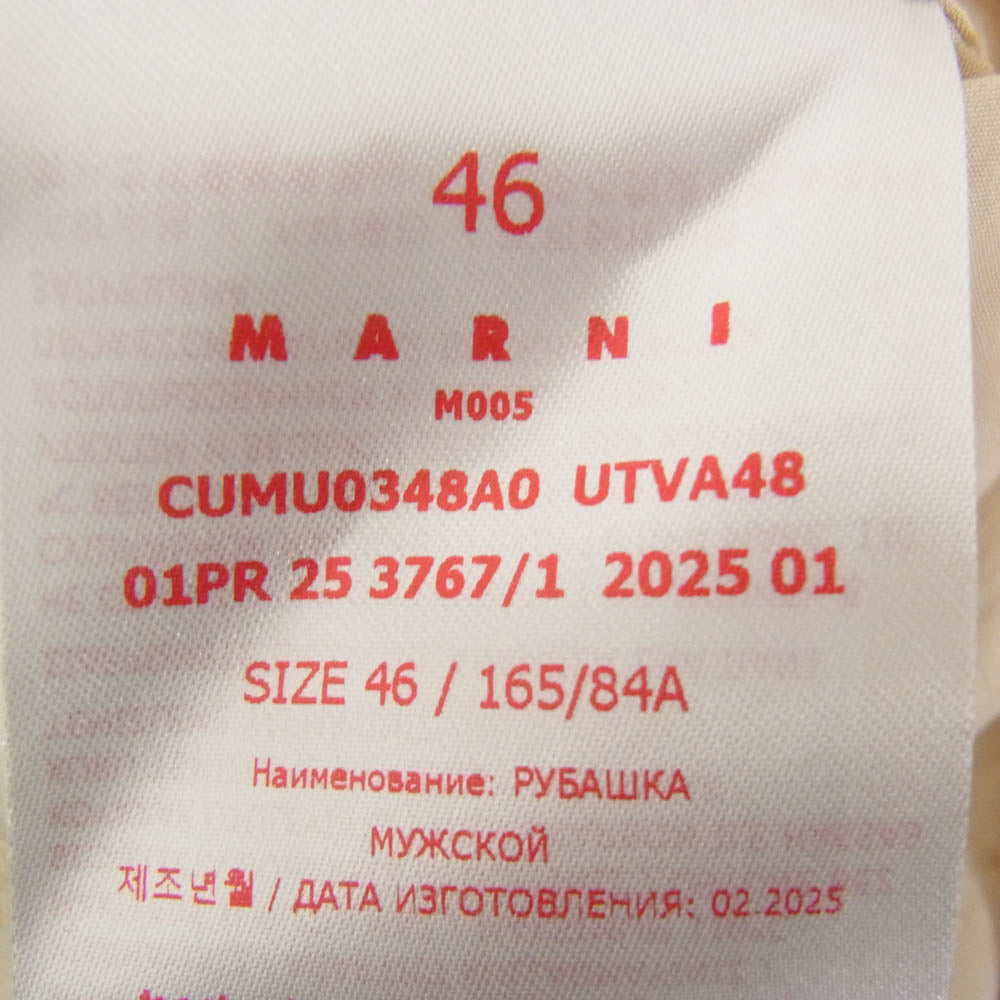 46
MARNI
M005
CUMU0348A0 UTVA48
01PR 25 3767/1 2025 01
SIZE 46 / 165/84A
Наименование: РУБАШКА
МУЖСКОЙ
제조년월 / ДАТА ИЗГОТОВЛЕНИЯ: 02.2025